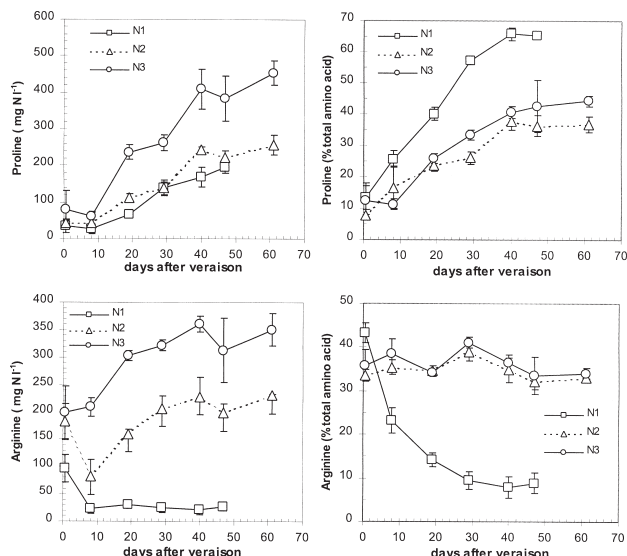 600
500
400
300
200
100
0
Proline ( mg N l⁻¹)
N1
N2
N3
0 10 20 30 40 50 60 70
days after veraison
70
60
50
40
30
20
10
0
Proline (% total amino acid)
N1
N2
N3
0 10 20 30 40 50 60 70
days after veraison
400
350
300
250
200
150
100
50
0
Arginine ( mg N l⁻¹)
N1
N2
N3
0 10 20 30 40 50 60 70
days after veraison
50
40
30
20
10
0
Arginine (% total amino acid)
N1
N2
N3
0 10 20 30 40 50 60 70
days after veraison